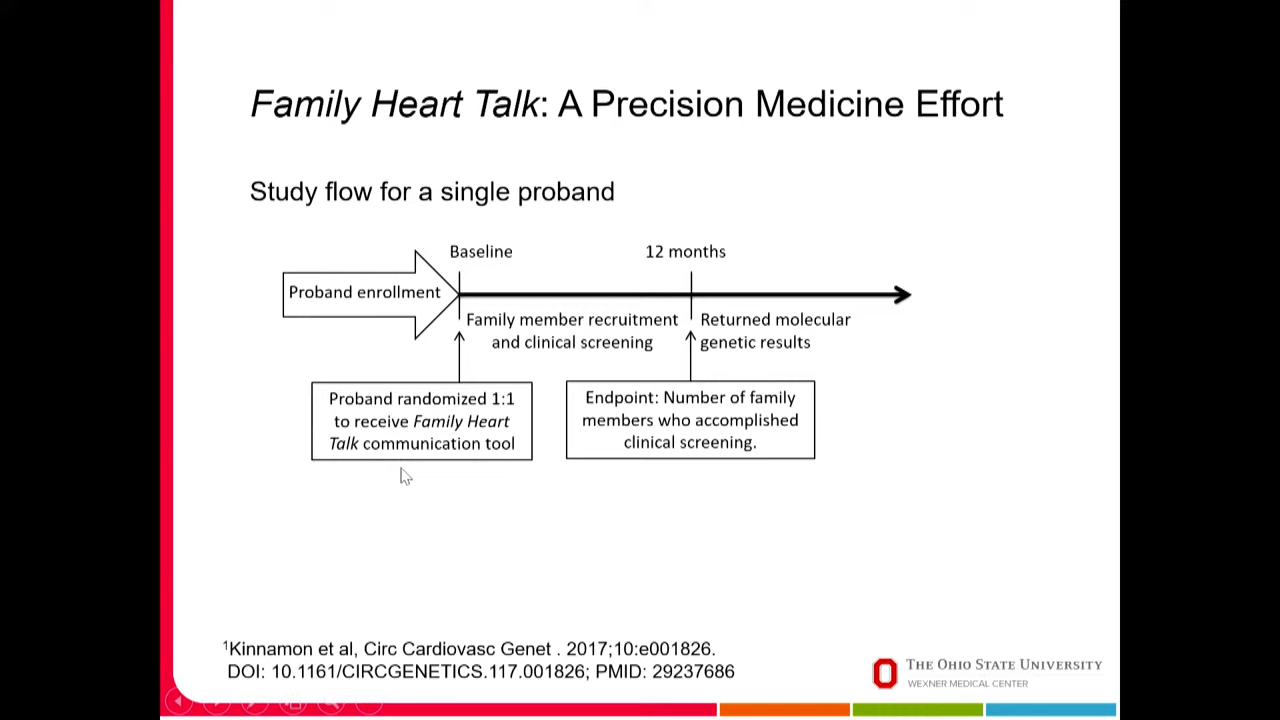 Family Heart Talk: A Precision Medicine Effort
Study flow for a single proband
Baseline
12 months
Proband enrollment
Family member recruitment
and clinical screening
Returned molecular
genetic results
Proband randomized 1:1
to receive Family Heart
Talk communication tool
Endpoint: Number of family
members who accomplished
clinical screening.
¹Kinnamon et al, Circ Cardiovasc Genet . 2017;10:e001826.
DOI: 10.1161/CIRCGENETICS.117.001826; PMID: 29237686
THE OHIO STATE UNIVERSITY
WEXNER MEDICAL CENTER